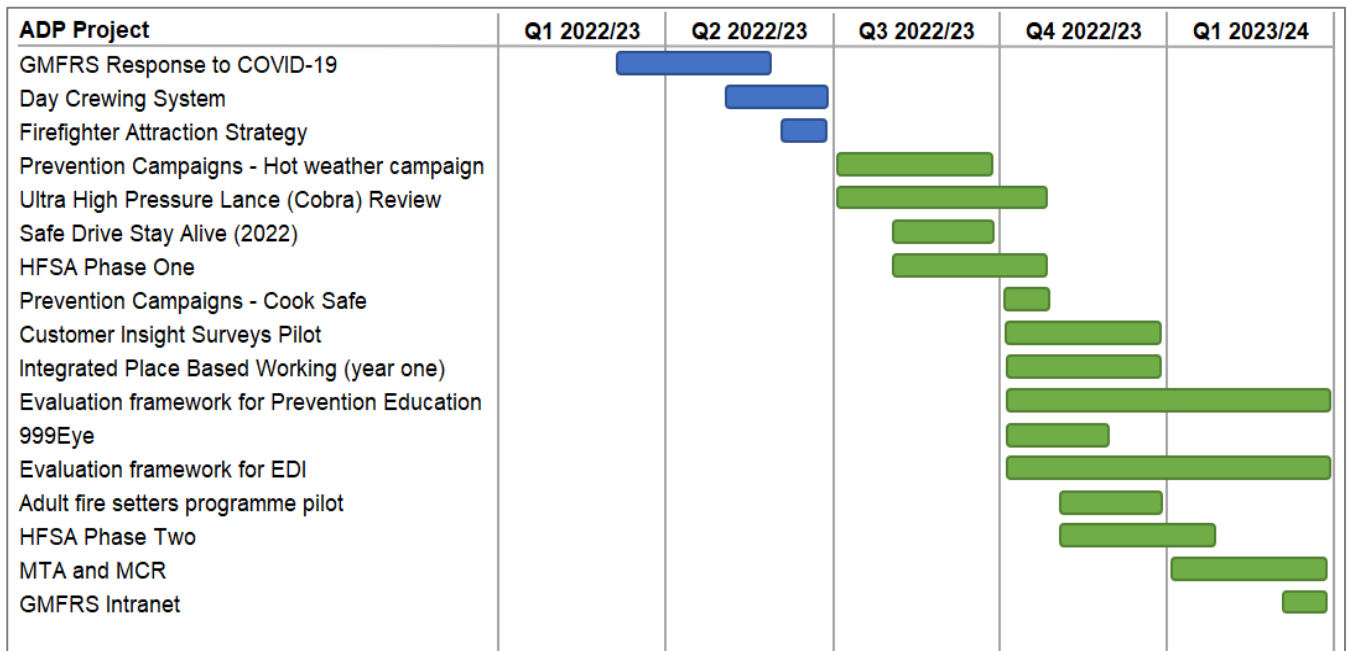 ADP Project Q1 2022/23 Q2 2022/23 Q3 2022/23 Q4 2022/23 Q1 2023/24
GMFRS Response to COVID-19
Day Crewing System
Firefighter Attraction Strategy
Prevention Campaigns - Hot weather campaign
Ultra High Pressure Lance (Cobra) Review
Safe Drive Stay Alive (2022)
HFSA Phase One
Prevention Campaigns - Cook Safe
Customer Insight Surveys Pilot
Integrated Place Based Working (year one)
Evaluation framework for Prevention Education
999Eye
Evaluation framework for EDI
Adult fire setters programme pilot
HFSA Phase Two
MTA and MCR
GMFRS Intranet